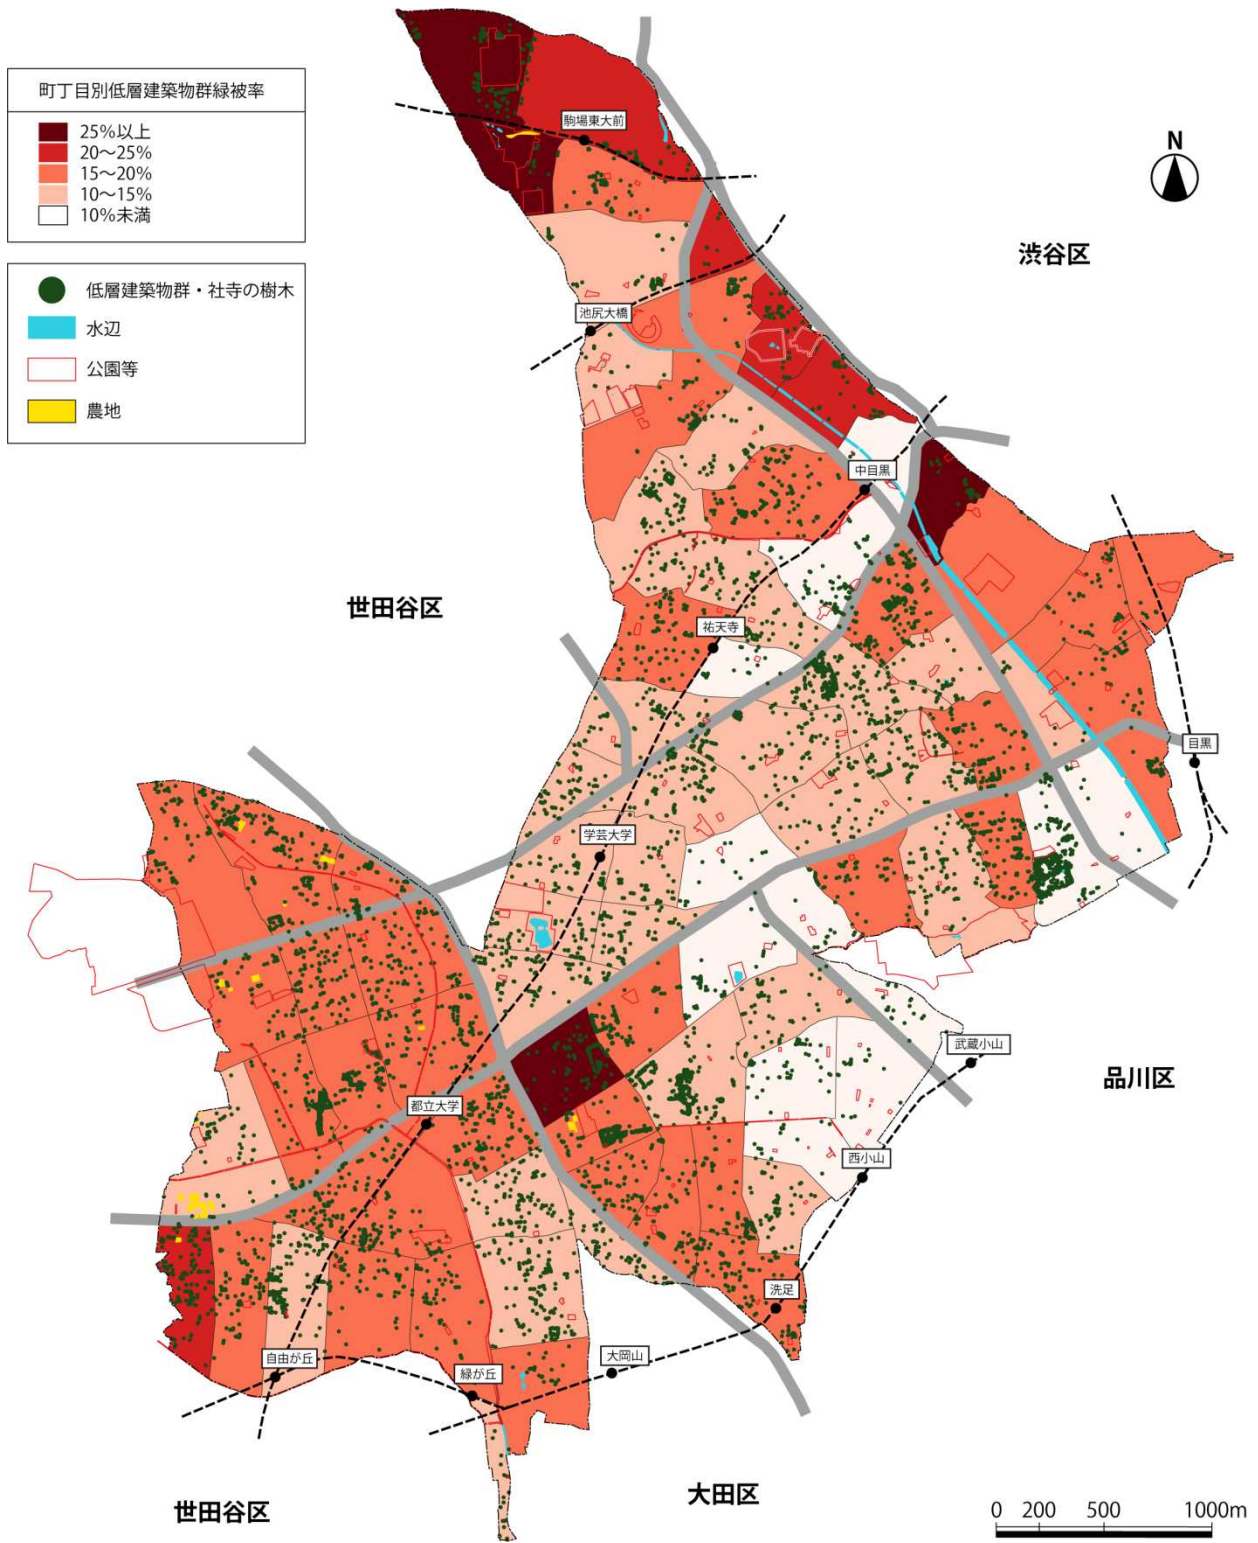 町丁目別低層建築物群緑被率
25%以上
20～25%
15～20%
10～15%
10%未満
低層建築物群・社寺の樹木
水辺
公園等
農地
駒場東大前
N
渋谷区
池尻大橋
中目黒
世田谷区
祐天寺
目黒
学芸大学
武蔵小山
品川区
都立大学
西小山
洗足
自由が丘
大岡山
緑が丘
大田区
世田谷区
0 200 500 1000m